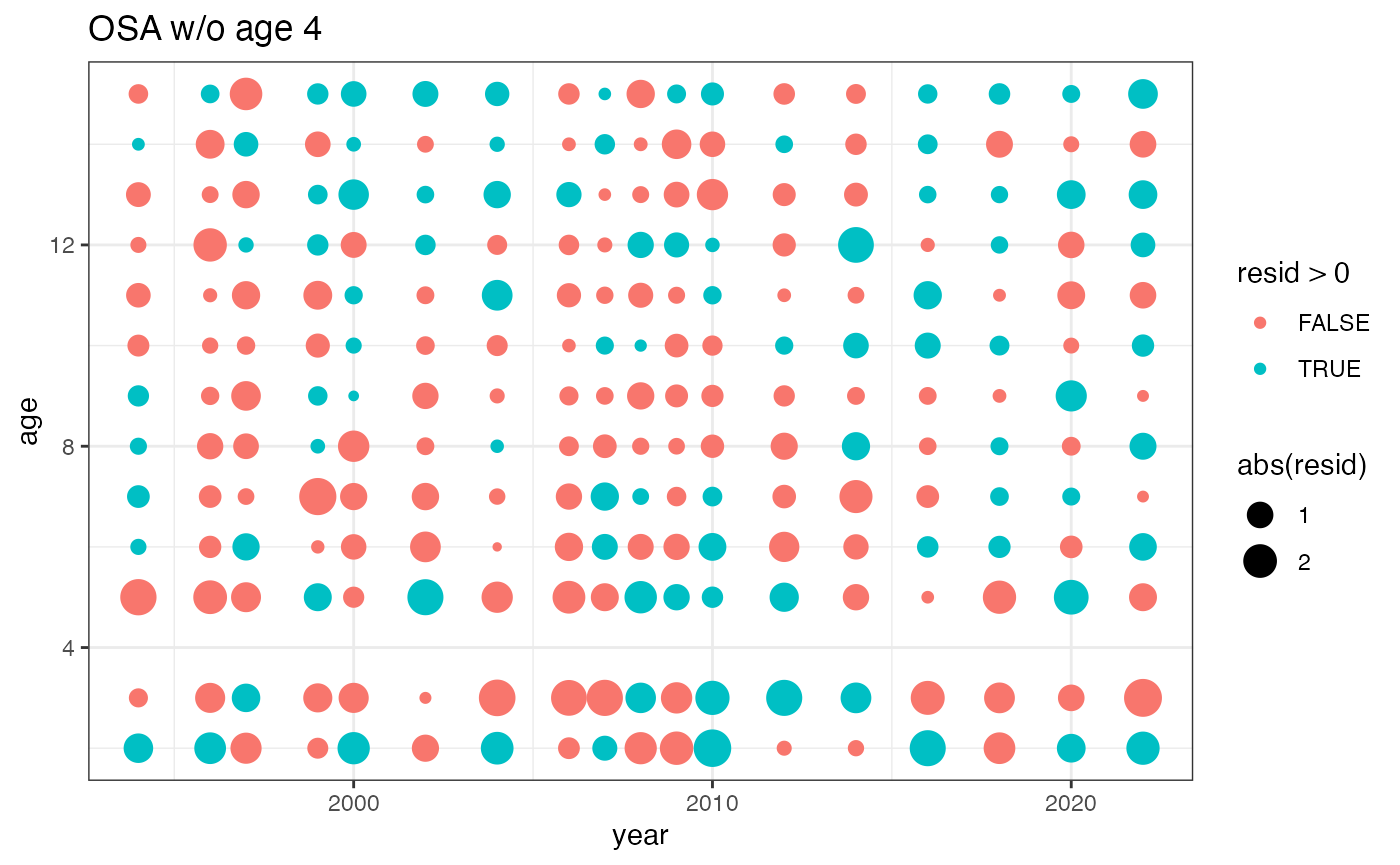 OSA w/o age 4
12
8
4
age
2000
2010
2020
year
resid > 0
FALSE
TRUE
abs(resid)
1
2